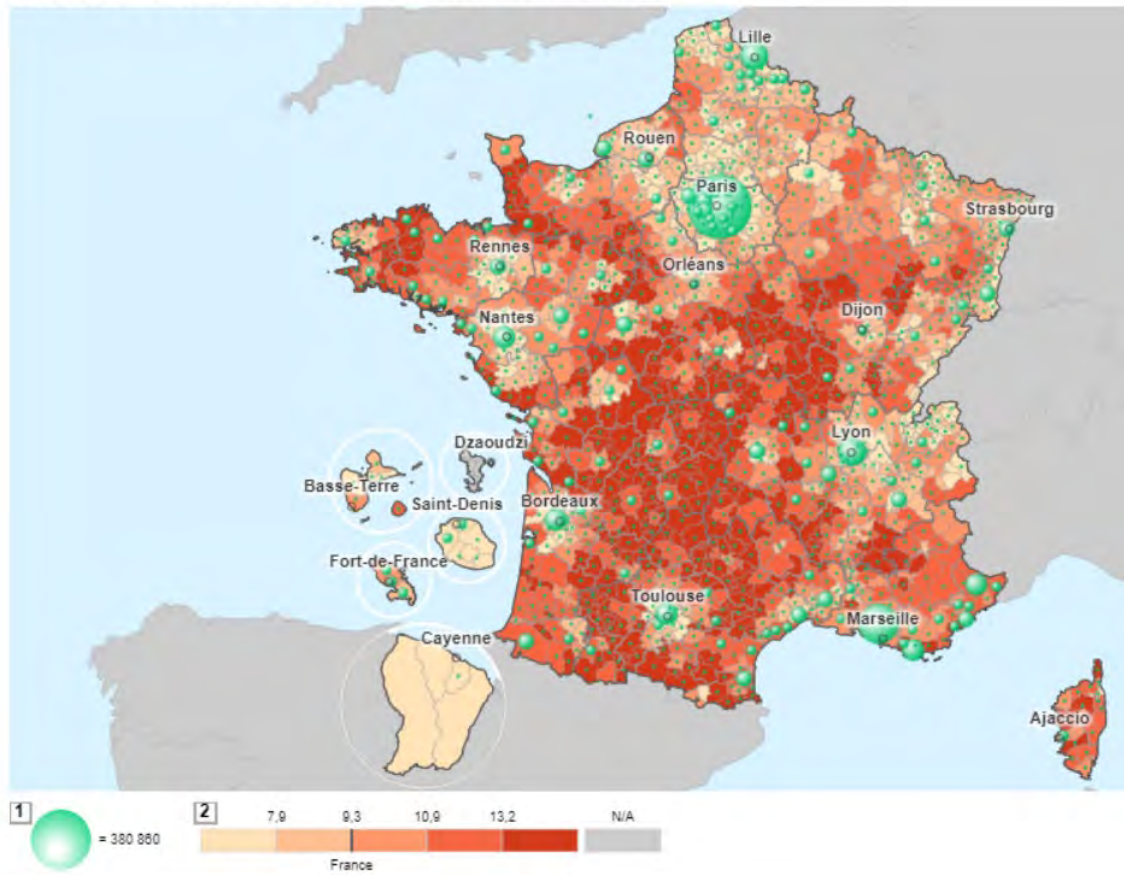 Lille
Rouen
Paris
Strasbourg
Rennes
Orléans
Nantes
Dijon
Lyon
Dzaoudzi
Basse-Terre
Saint-Denis
Bordeaux
Fort-de-France
Toulouse
Marseille
Cayenne
Ajaccio
1
= 380 860
2
7,9 9,3 10,9 13,2 N/A
France